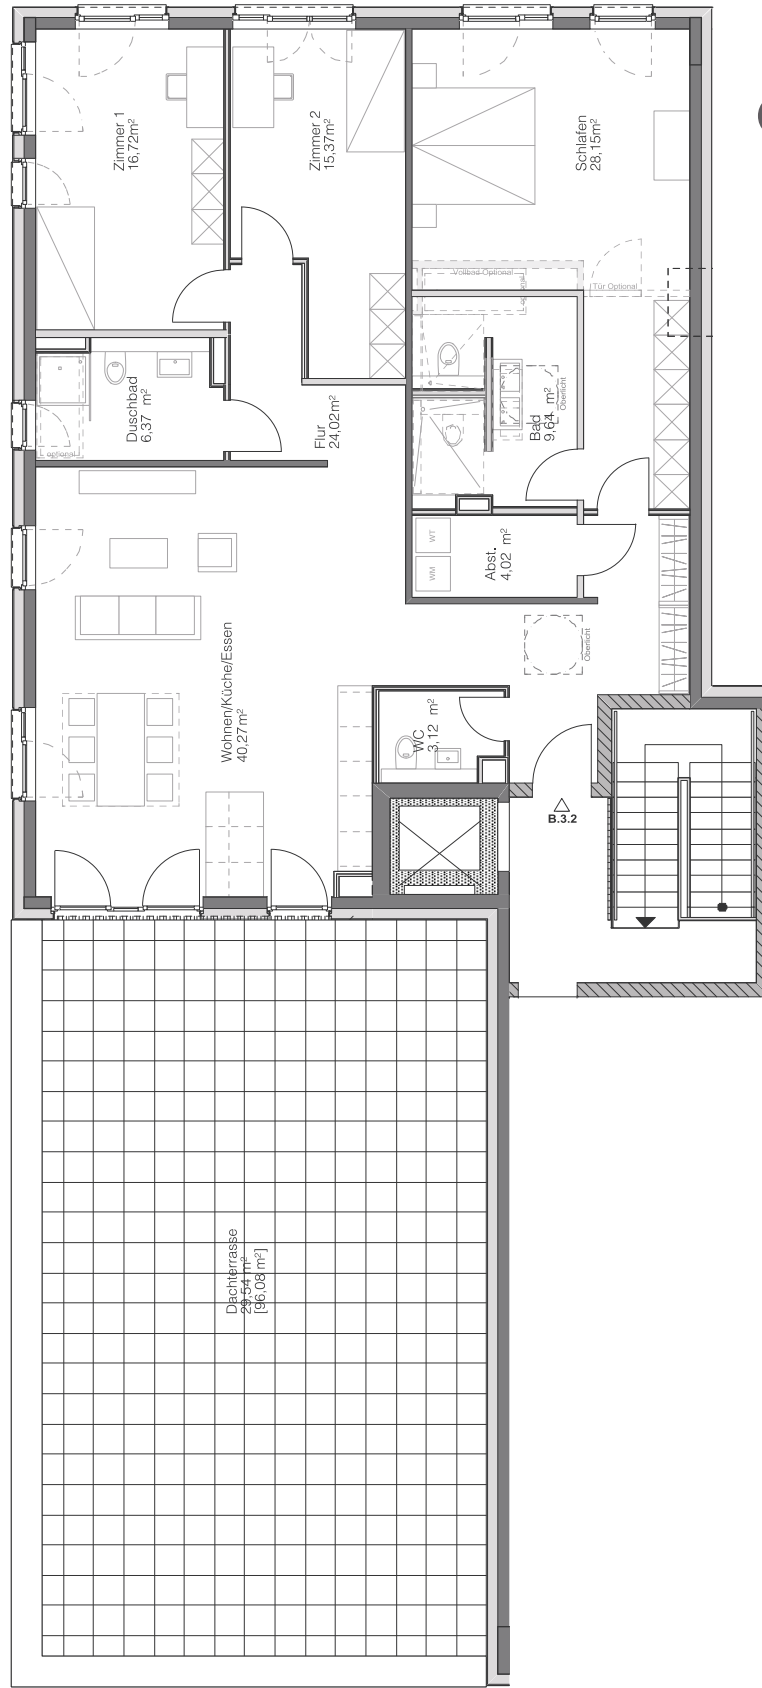 Zimmer 1
16,72m²
Zimmer 2
15,37m²
Schlafen
28,15m²
Vollbad Optional
optional
Tür Optional
Duschbad
6,37 m²
optional
Flur
24,02m²
Bad
9,64 m²
Oberlicht
Abst.
4,02 m²
WT
WM
Oberlicht
Wohnen/Küche/Essen
40,27m²
WC
3,12 m²
B.3.2
Dachterrasse
29,54 m²
[96,08 m²]